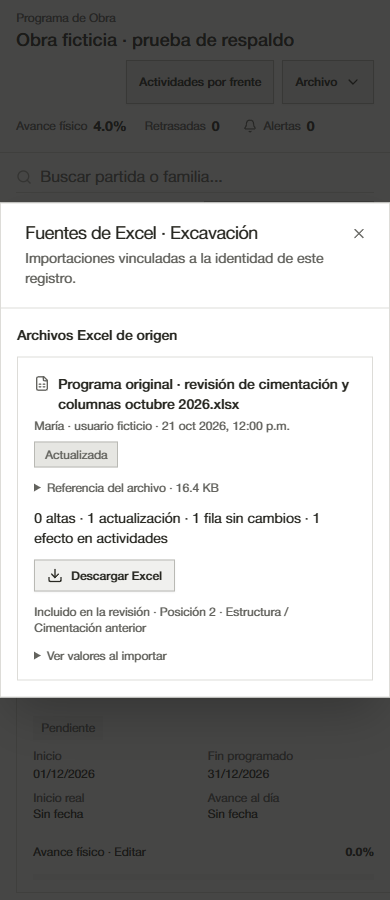 Programa de Obra
Obra ficticia · prueba de respaldo
Actividades por frente
Archivo
Avance físico 4.0% Retrasadas 0 Alertas 0
Buscar partida o familia...
Fuentes de Excel · Excavación
Importaciones vinculadas a la identidad de este
registro.
Archivos Excel de origen
Programa original · revisión de cimentación y
columnas octubre 2026.xlsx
María · usuario ficticio · 21 oct 2026, 12:00 p.m.
Actualizada
Referencia del archivo · 16.4 KB
0 altas · 1 actualización · 1 fila sin cambios · 1
efecto en actividades
Descargar Excel
Incluido en la revisión · Posición 2 · Estructura /
Cimentación anterior
Ver valores al importar
Pendiente
Inicio Fin programado
01/12/2026 31/12/2026
Inicio real Avance al día
Sin fecha Sin fecha
Avance físico · Editar 0.0%